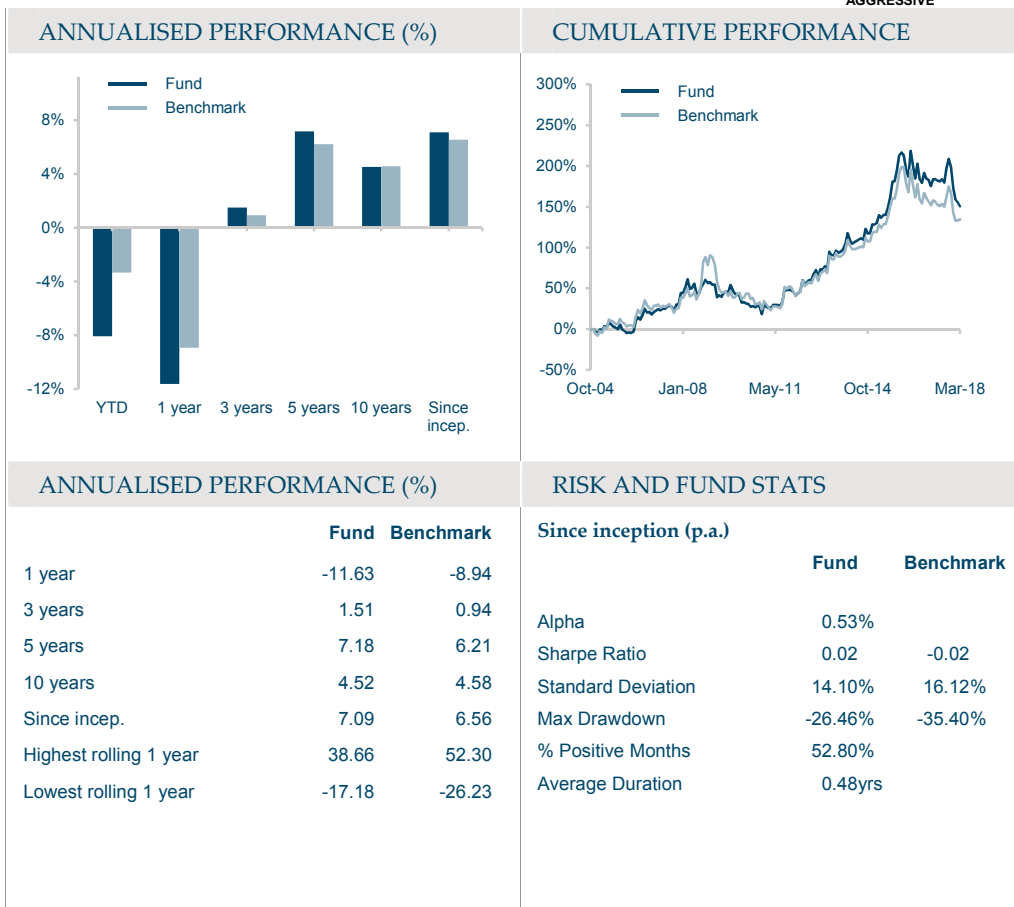 AGGRESSIVE
ANNUALISED PERFORMANCE (%)
Fund
Benchmark
8%
4%
0%
-4%
-8%
-12%
YTD 1 year 3 years 5 years 10 years Since
incep.
CUMULATIVE PERFORMANCE
300%
250%
200%
150%
100%
50%
0%
-50%
Fund
Benchmark
Oct-04 Jan-08 May-11 Oct-14 Mar-18
ANNUALISED PERFORMANCE (%)
Fund Benchmark
1 year -11.63 -8.94
3 years 1.51 0.94
5 years 7.18 6.21
10 years 4.52 4.58
Since incep. 7.09 6.56
Highest rolling 1 year 38.66 52.30
Lowest rolling 1 year -17.18 -26.23
RISK AND FUND STATS
Since inception (p.a.)
Fund Benchmark
Alpha 0.53%
Sharpe Ratio 0.02 -0.02
Standard Deviation 14.10% 16.12%
Max Drawdown -26.46% -35.40%
% Positive Months 52.80%
Average Duration 0.48yrs